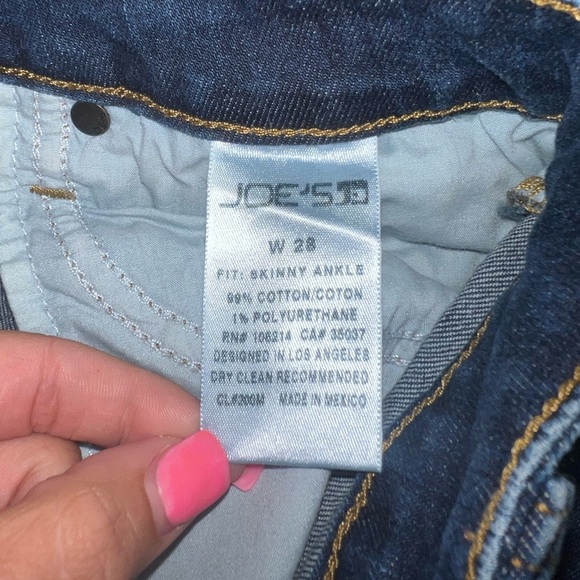 JOE'S
W 28
FIT: SKINNY ANKLE
99% COTTON/COTON
1% POLYURETHANE
RN# 106214 CA# 35037
DESIGNED IN LOS ANGELES
DRY CLEAN RECOMMENDED
CL#200M MADE IN MEXICO